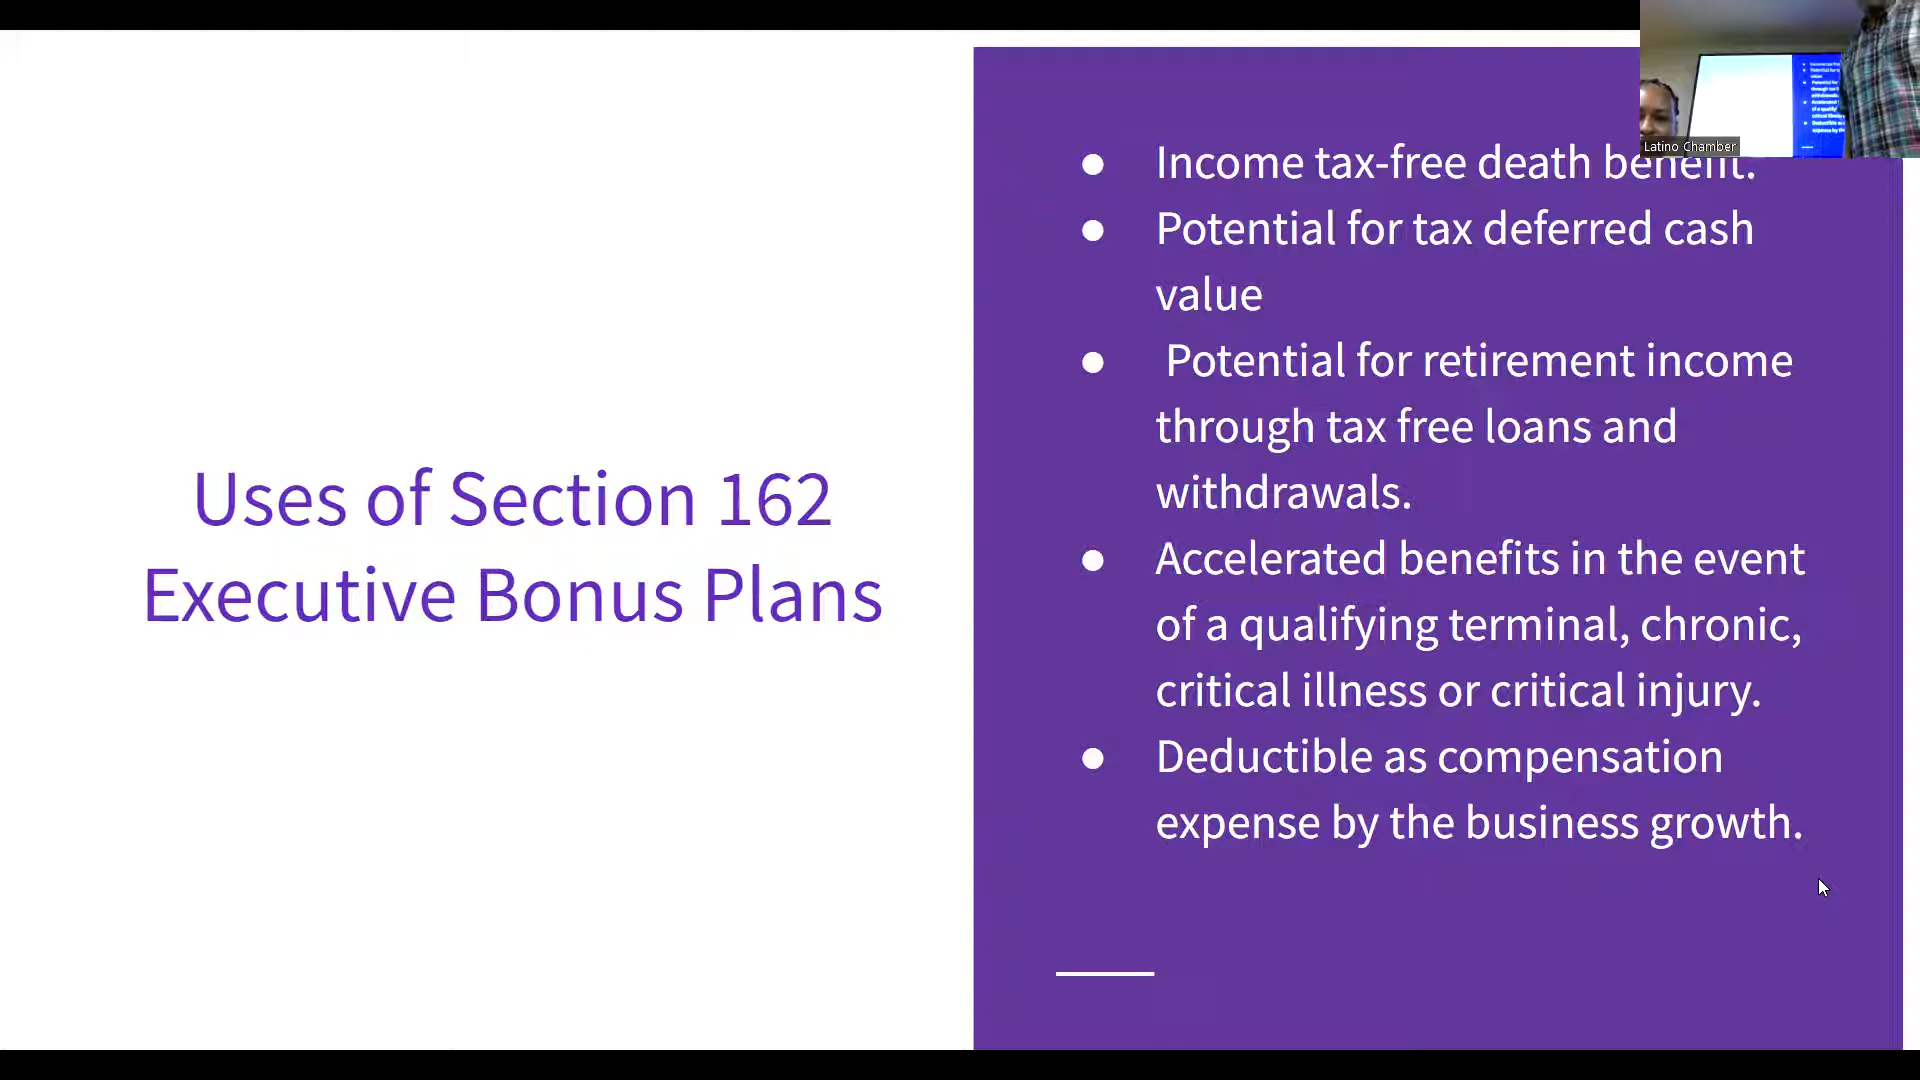 Uses of Section 162
Executive Bonus Plans
● Income tax-free death benefit.
● Potential for tax deferred cash
value
● Potential for retirement income
through tax free loans and
withdrawals.
● Accelerated benefits in the event
of a qualifying terminal, chronic,
critical illness or critical injury.
● Deductible as compensation
expense by the business growth.
Latino Chamber